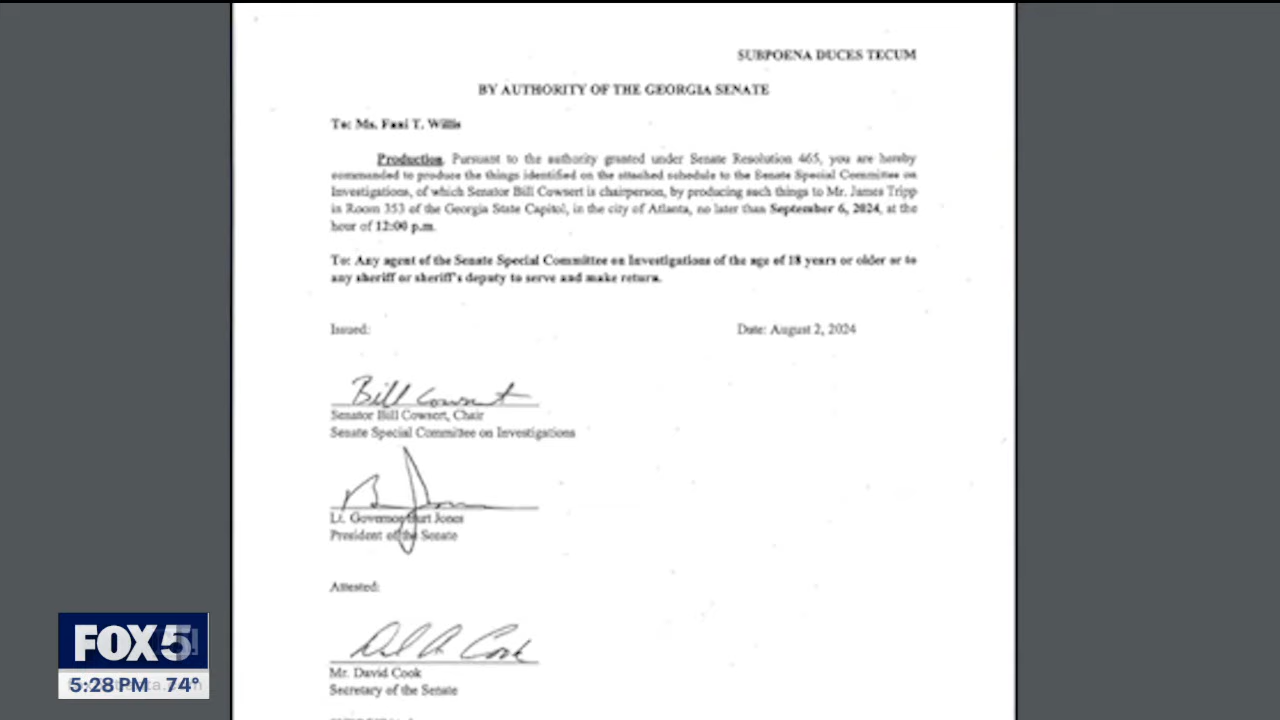 SUBPOENA DUCES TECUM
BY AUTHORITY OF THE GEORGIA SENATE
To: Ms. Fani T. Willis
Production. Pursuant to the authority granted under Senate Resolution 465, you are hereby
commanded to produce the things identified on the attached schedule to the Senate Special Committee on
Investigations, of which Senator Bill Cowsert is chairperson, by producing such things to Mr. James Tripp
in Room 353 of the Georgia State Capitol, in the city of Atlanta, no later than September 6, 2024, at the
hour of 12:00 p.m.
To: Any agent of the Senate Special Committee on Investigations of the age of 18 years or older or to
any sheriff or sheriff's deputy to serve and make return.
Issued:
Date: August 2, 2024
Bill Cowsert
Senator Bill Cowsert, Chair
Senate Special Committee on Investigations
Lt. Governor Burt Jones
President of the Senate
Attested:
David A Cook
Mr. David Cook
Secretary of the Senate
FOX 5
5:28 PM 74°